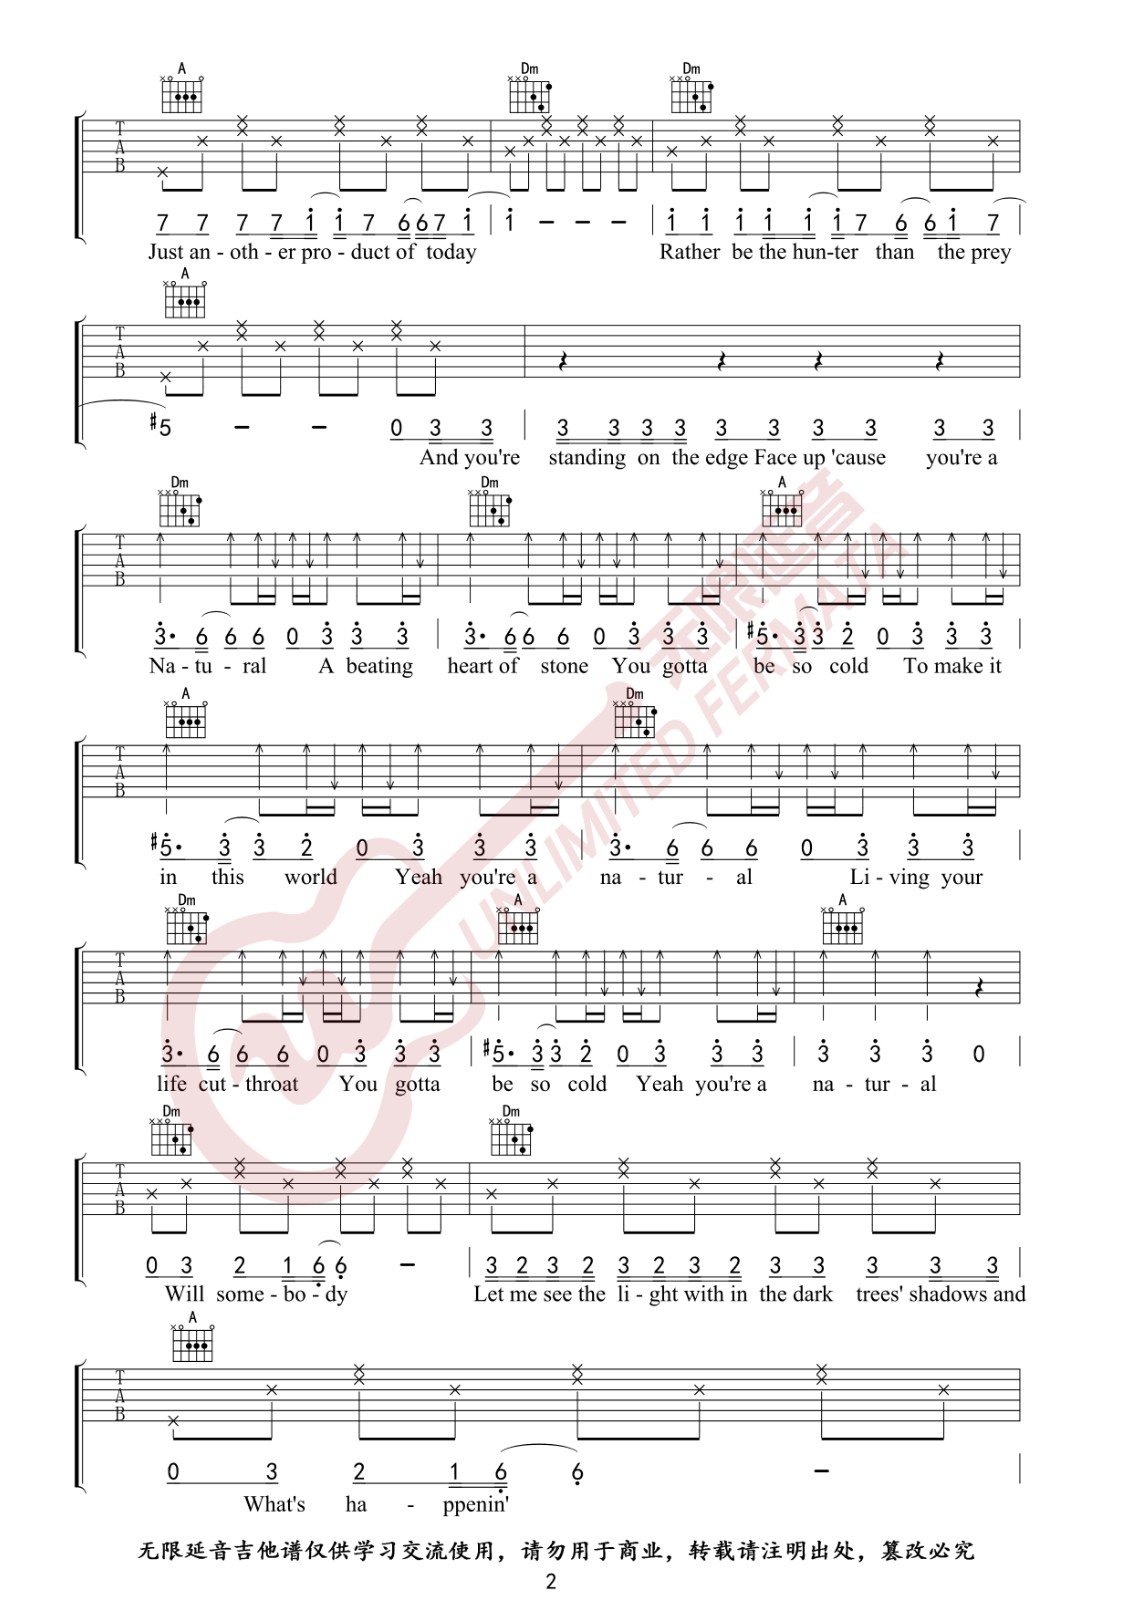 A Dm Dm
7 7 7 7 i i 7 6 6 7 i i - - - i i i i i i 7 6 6 i 7
Just an - oth - er pro - duct of today Rather be the hun-ter than the prey
A
#5 - - 0 3 3 3 3 3 3 3 3 3 3 3 3
And you're standing on the edge Face up 'cause you're a
Dm Dm A
3· 6 6 6 0 3 3 3 3· 6 6 6 0 3 3 3 #5· 3 3 2 0 3 3 3
Na - tu - ral A beating heart of stone You gotta be so cold To make it
A Dm
#5· 3 3 2 0 3 3 3 3· 6 6 6 0 3 3 3
in this world Yeah you're a na - tur - al Li - ving your
Dm A A
3· 6 6 6 0 3 3 3 #5· 3 3 2 0 3 3 3 3 3 3 0
life cut - throat You gotta be so cold Yeah you're a na - tur - al
Dm Dm
0 3 2 1 6 6 - 3 2 3 2 3 2 3 2 3 3 3 3 3
Will some - bo - dy Let me see the li - ght with in the dark trees' shadows and
A
0 3 2 1 6 6 -
What's ha - ppenin'
无限延音吉他谱仅供学习交流使用，请勿用于商业，转载请注明出处，篡改必究
2
无限延音
UNLIMITED FERMATA